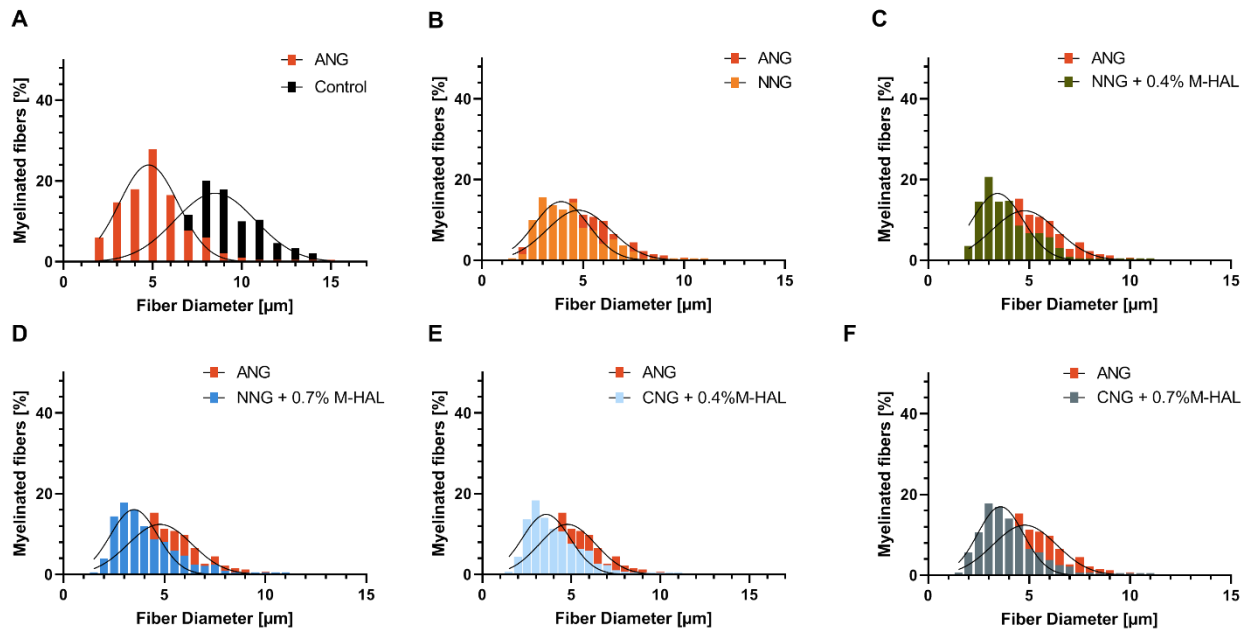 A
ANG
Control
Myelinated fibers [%]
40
20
0
0
5
10
15
Fiber Diameter [µm]
B
ANG
NNG
Myelinated fibers [%]
40
20
0
0
5
10
15
Fiber Diameter [µm]
C
ANG
NNG + 0.4% M-HAL
Myelinated fibers [%]
40
20
0
0
5
10
15
Fiber Diameter [µm]
D
ANG
NNG + 0.7% M-HAL
Myelinated fibers [%]
40
20
0
0
5
10
15
Fiber Diameter [µm]
E
ANG
CNG + 0.4%M-HAL
Myelinated fibers [%]
40
20
0
0
5
10
15
Fiber Diameter [µm]
F
ANG
CNG + 0.7%M-HAL
Myelinated fibers [%]
40
20
0
0
5
10
15
Fiber Diameter [µm]